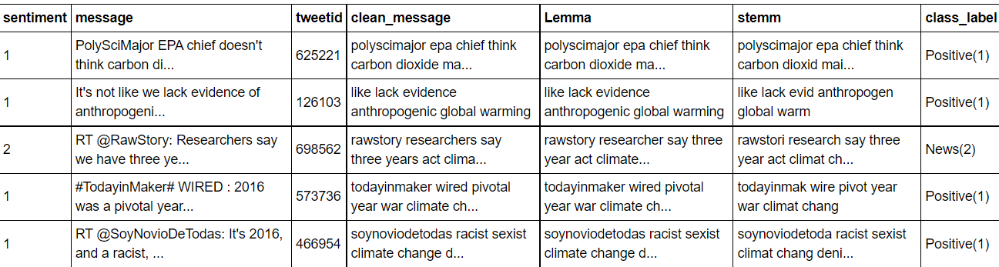 sentiment message tweetid clean_message Lemma stemm class_label
1 PolySciMajor EPA chief doesn't think carbon di... 625221 polyscimajor epa chief think carbon dioxide ma... polyscimajor epa chief think carbon dioxide ma... polyscimajor epa chief think carbon dioxid mai... Positive(1)
1 It's not like we lack evidence of anthropogeni... 126103 like lack evidence anthropogenic global warming like lack evidence anthropogenic global warming like lack evid anthropogen global warm Positive(1)
2 RT @RawStory: Researchers say we have three ye... 698562 rawstory researchers say three years act clima... rawstory researcher say three year act climate... rawstori research say three year act climat ch... News(2)
1 #TodayinMaker# WIRED : 2016 was a pivotal year... 573736 todayinmaker wired pivotal year war climate ch... todayinmaker wired pivotal year war climate ch... todayinmak wire pivot year war climat chang Positive(1)
1 RT @SoyNovioDeTodas: It's 2016, and a racist, ... 466954 soynoviodetodas racist sexist climate change d... soynoviodetodas racist sexist climate change d... soynoviodetoda racist sexist climat chang deni... Positive(1)